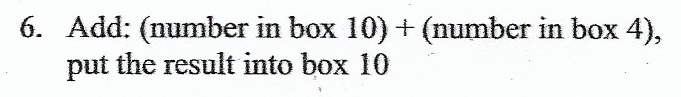 6. Add: (number in box 10) + (number in box 4),
put the result into box 10